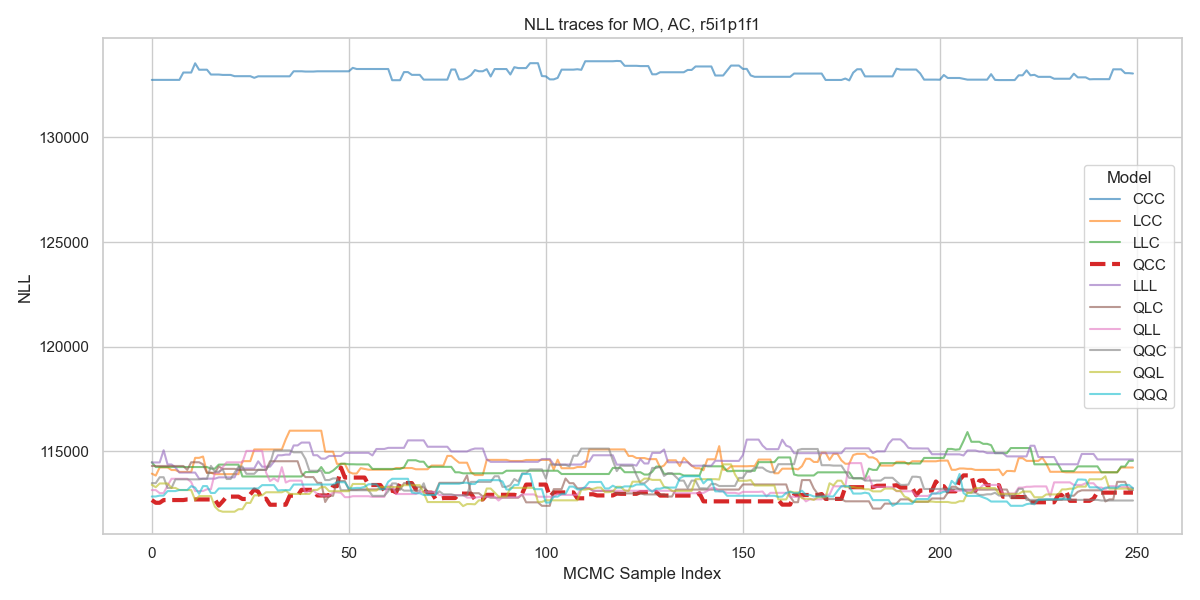 NLL traces for MO, AC, r5i1p1f1
NLL
130000
125000
120000
115000
0
50
100
150
200
250
MCMC Sample Index
Model
CCC
LCC
LLC
QCC
LLL
QLC
QLL
QQC
QQL
QQQ